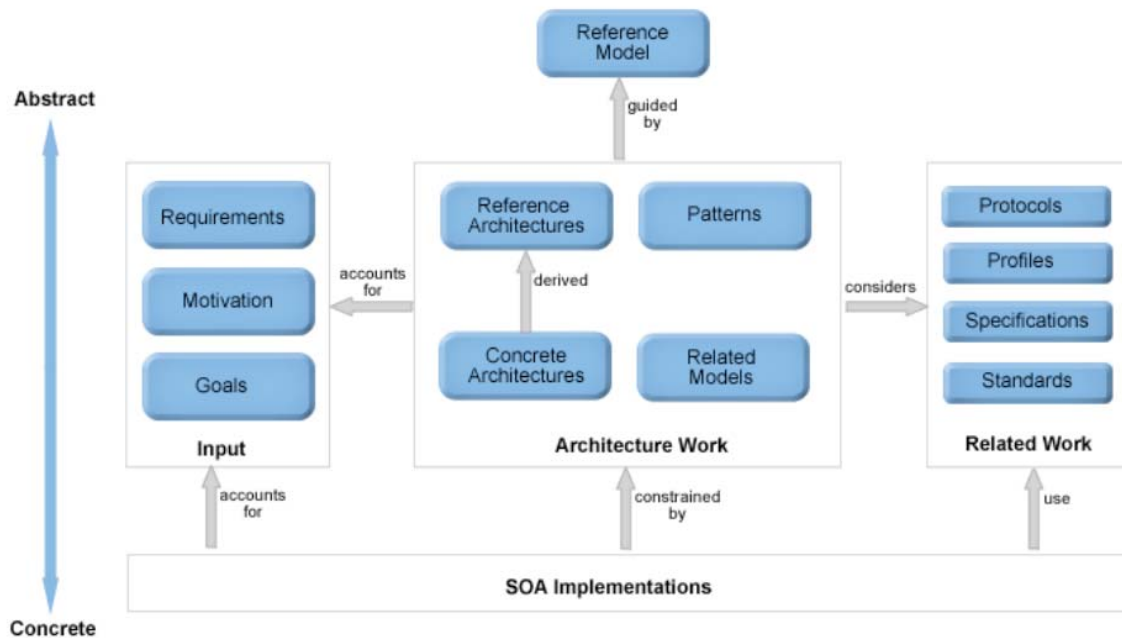 Reference
Model
Abstract
guided
by
Requirements
Motivation
Goals
Input
accounts
for
Reference
Architectures
Patterns
derived
Concrete
Architectures
Related
Models
Architecture Work
considers
Protocols
Profiles
Specifications
Standards
Related Work
accounts
for
constrained
by
use
SOA Implementations
Concrete